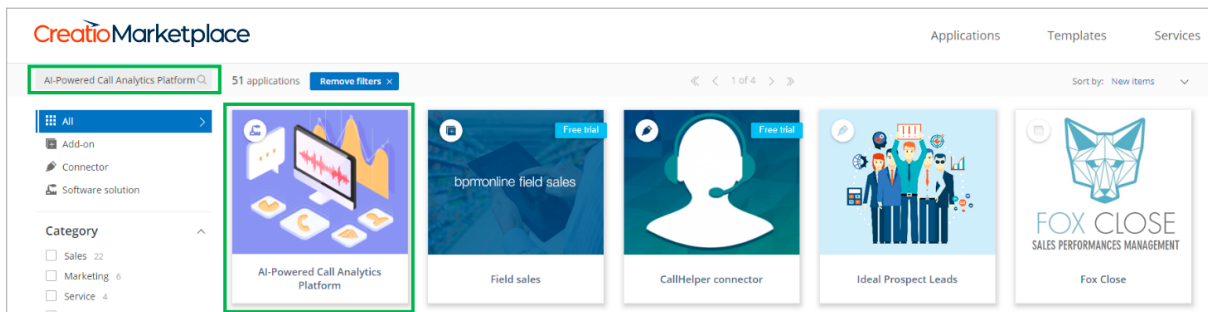 CreatioMarketplace
Applications
Templates
Services
AI-Powered Call Analytics Platform
51 applications
Remove filters ×
1 of 4
Sort by: New items
All
Add-on
Connector
Software solution
Category
Sales 22
Marketing 6
Service 4
AI-Powered Call Analytics
Platform
Free trial
bpmonline field sales
Field sales
Free trial
CallHelper connector
Ideal Prospect Leads
FOX CLOSE
SALES PERFORMANCES MANAGEMENT
Fox Close